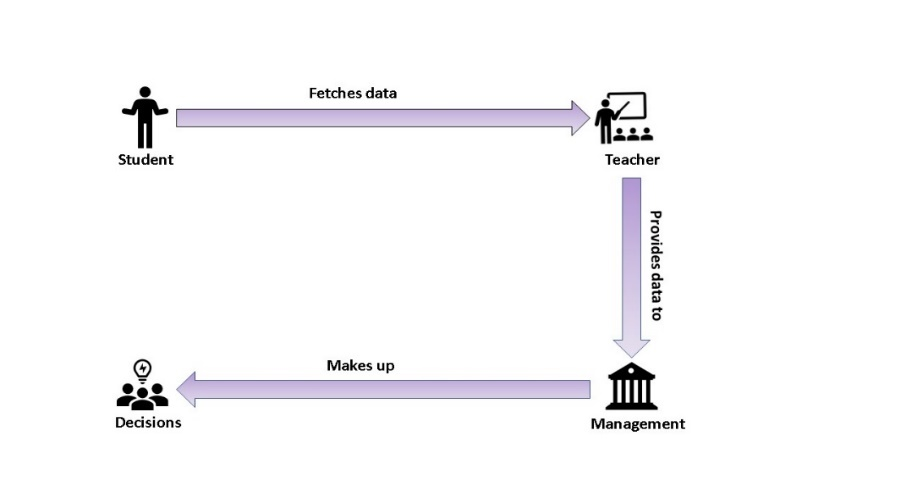 Fetches data
Student
Teacher
Provides data to
Makes up
Decisions
Management